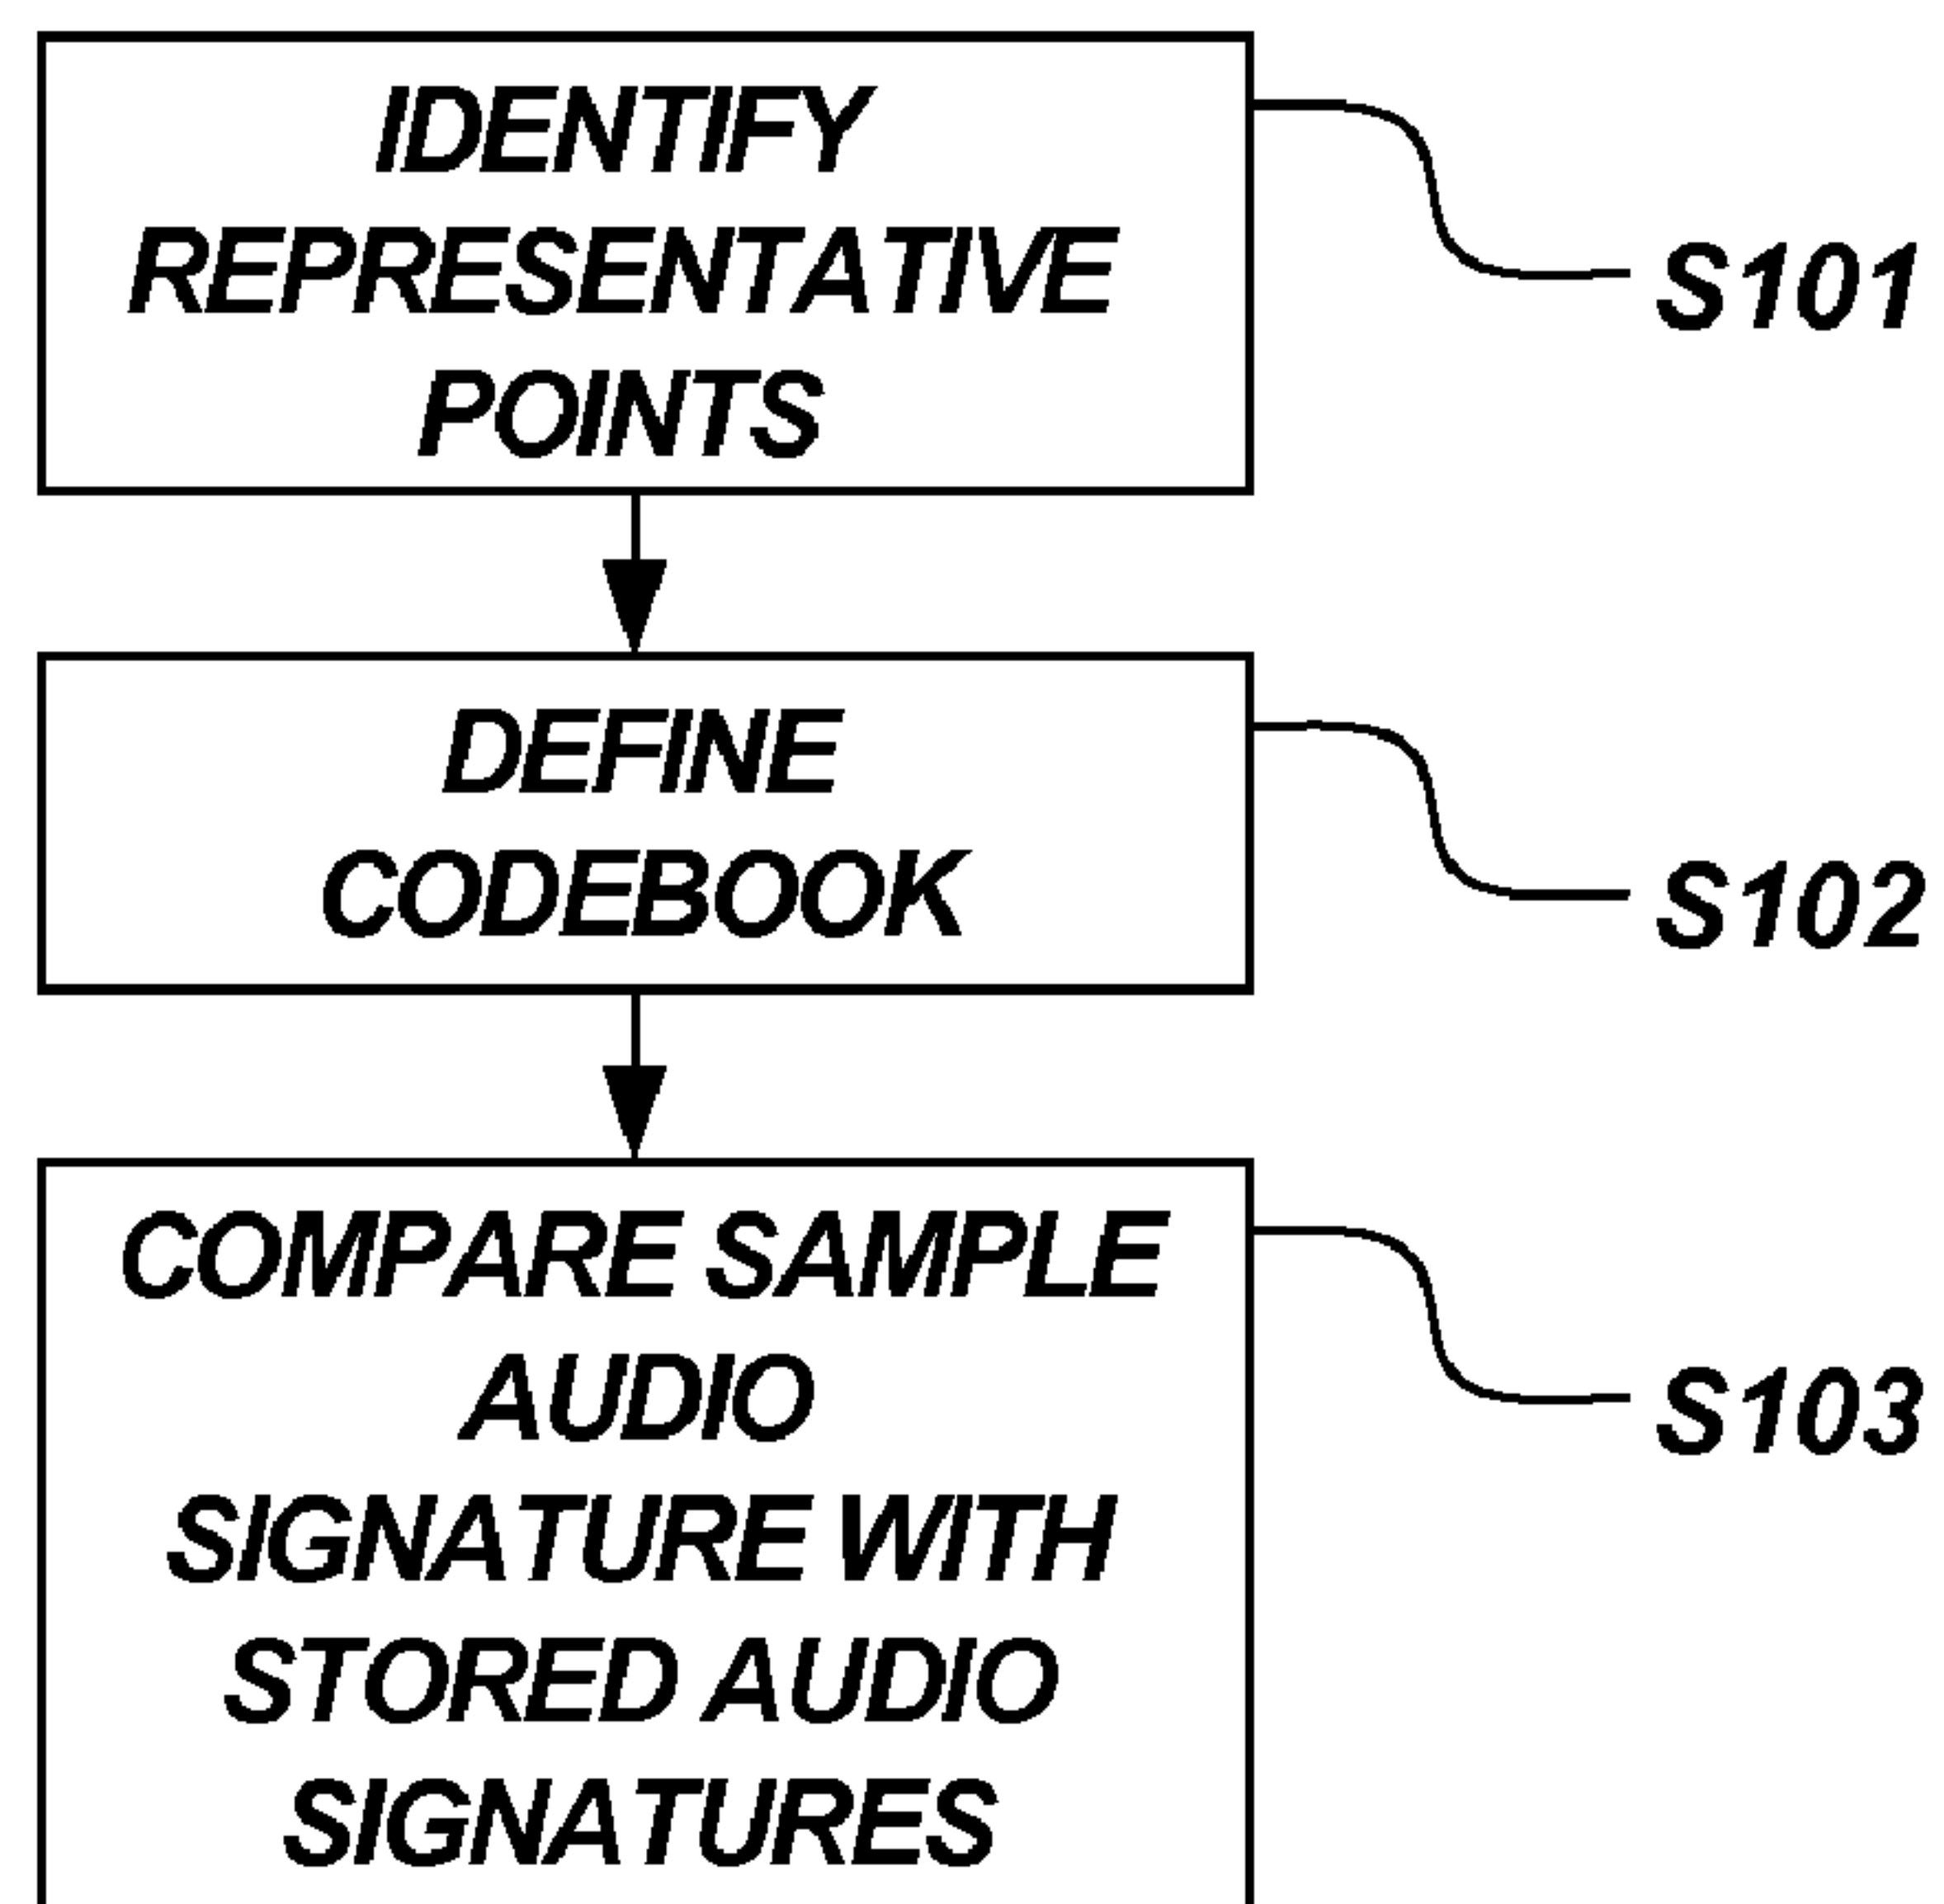 IDENTIFY
REPRESENTATIVE
POINTS
S101
DEFINE
CODEBOOK
S102
COMPARE SAMPLE
AUDIO
SIGNATURE WITH
STORED AUDIO
SIGNATURES
S103